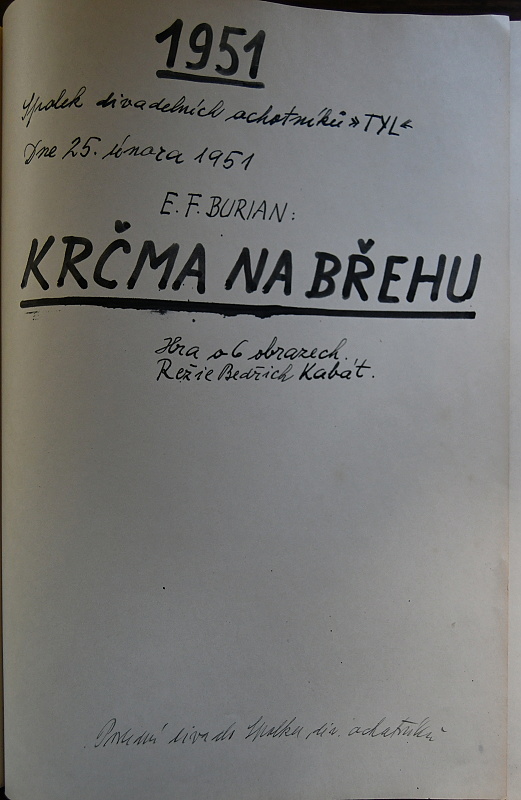 1951
Spolek divadelních ochotníků »TYL«
Dne 25. února 1951
E. F. BURIAN:
KRČMA NA BŘEHU
Hra o 6 obrazech.
Režie Bedřich Kabát.
Poslední divadlo Spolku div. ochotníků